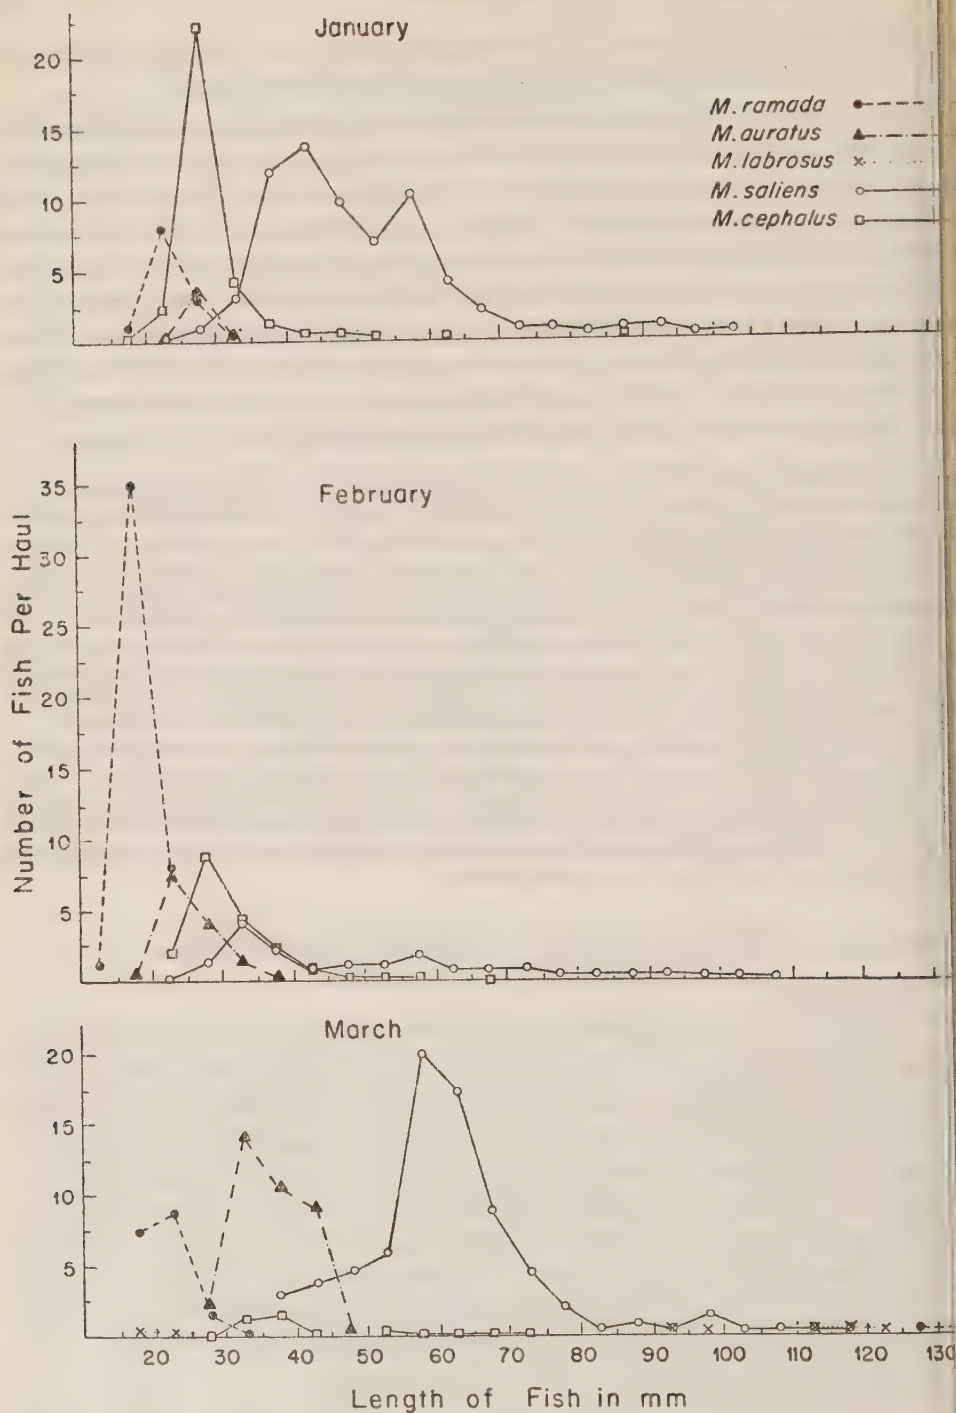 January
20
15
10
5
M. ramada
M. auratus
M. labrosus
M. saliens
M. cephalus
February
35
30
25
20
15
10
5
Number of Fish Per Haul
March
20
15
10
5
20 30 40 50 60 70 80 90 100 110 120 130
Length of Fish in mm